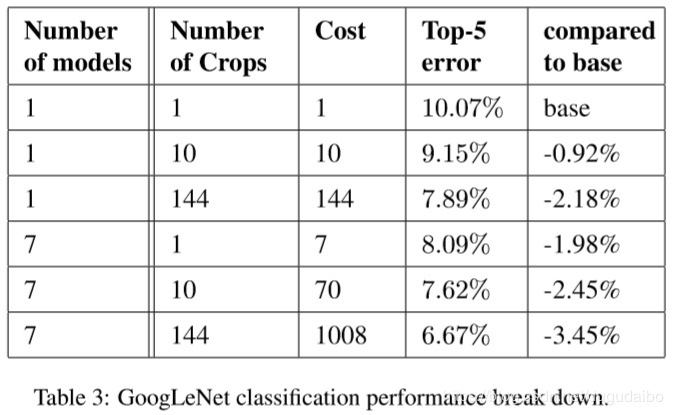 Number of models Number of Crops Cost Top-5 error compared to base
1 1 1 10.07% base
1 10 10 9.15% -0.92%
1 144 144 7.89% -2.18%
7 1 7 8.09% -1.98%
7 10 70 7.62% -2.45%
7 144 1008 6.67% -3.45%
Table 3: GoogLeNet classification performance break down.